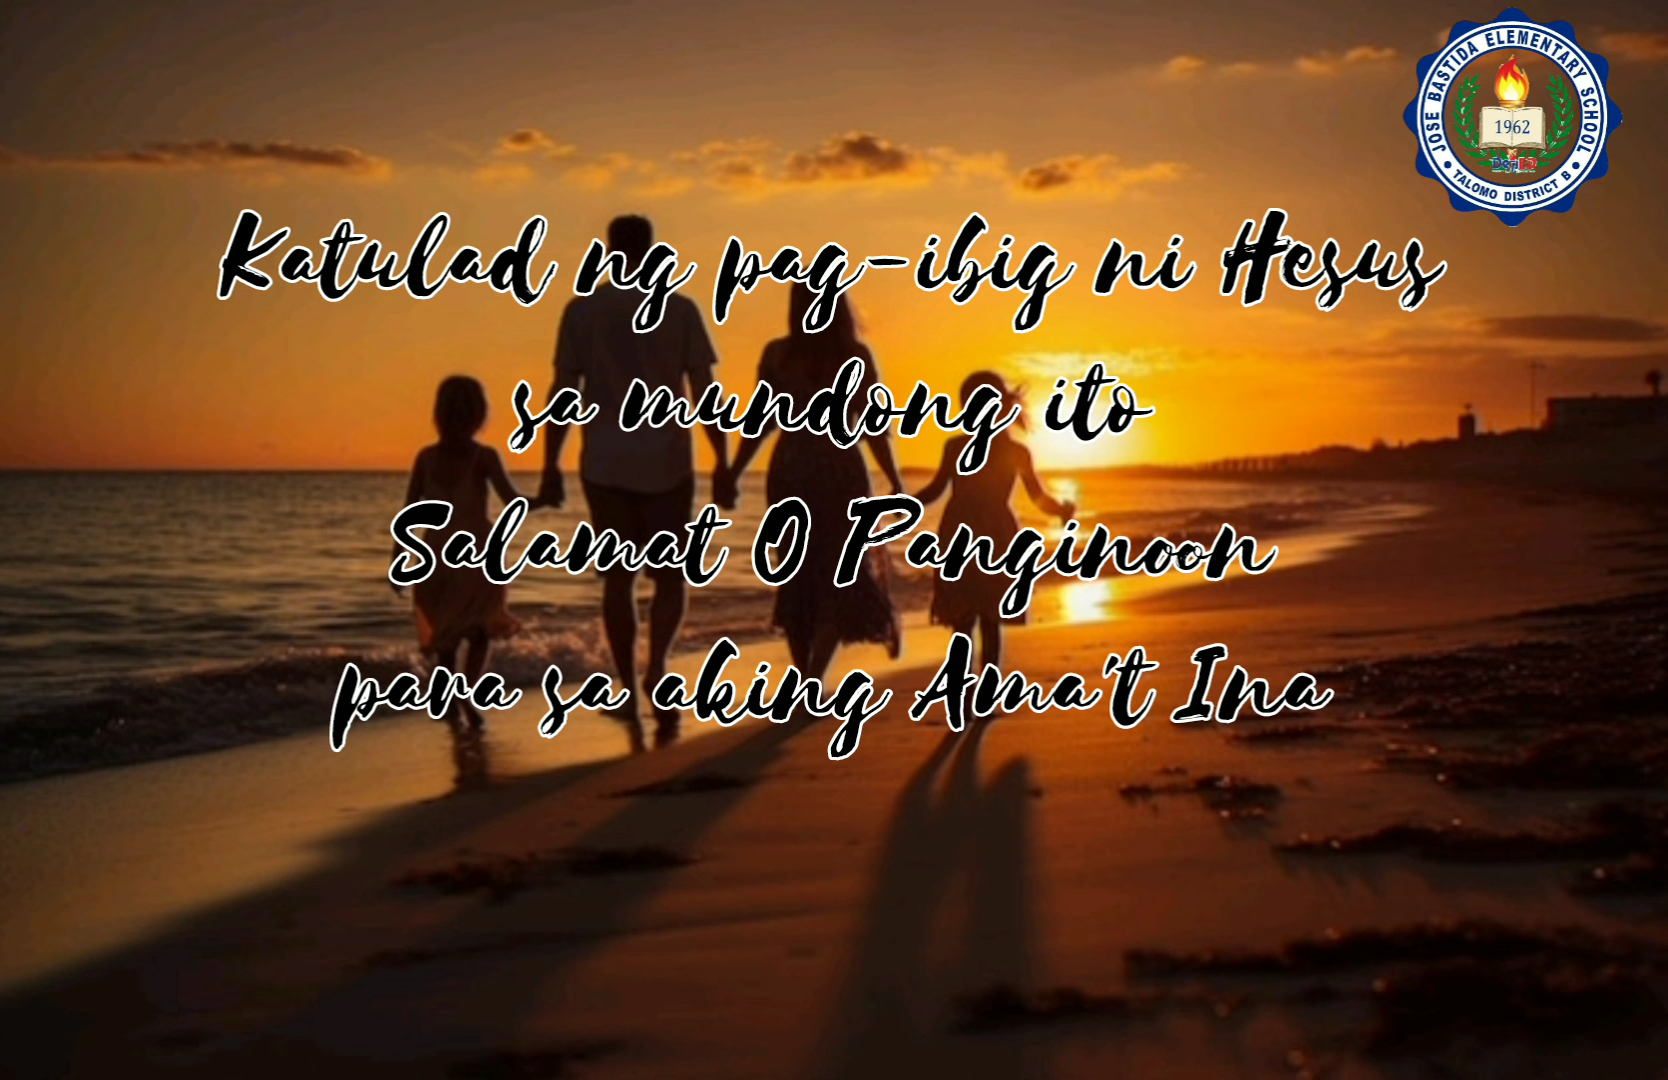 JOSE BASTIDA ELEMENTARY SCHOOL
1962
DepED
TALOMO DISTRICT B
Katulad ng pag-ibig ni Hesus
sa mundong ito
Salamat O Panginoon
para sa aking Ama't Ina